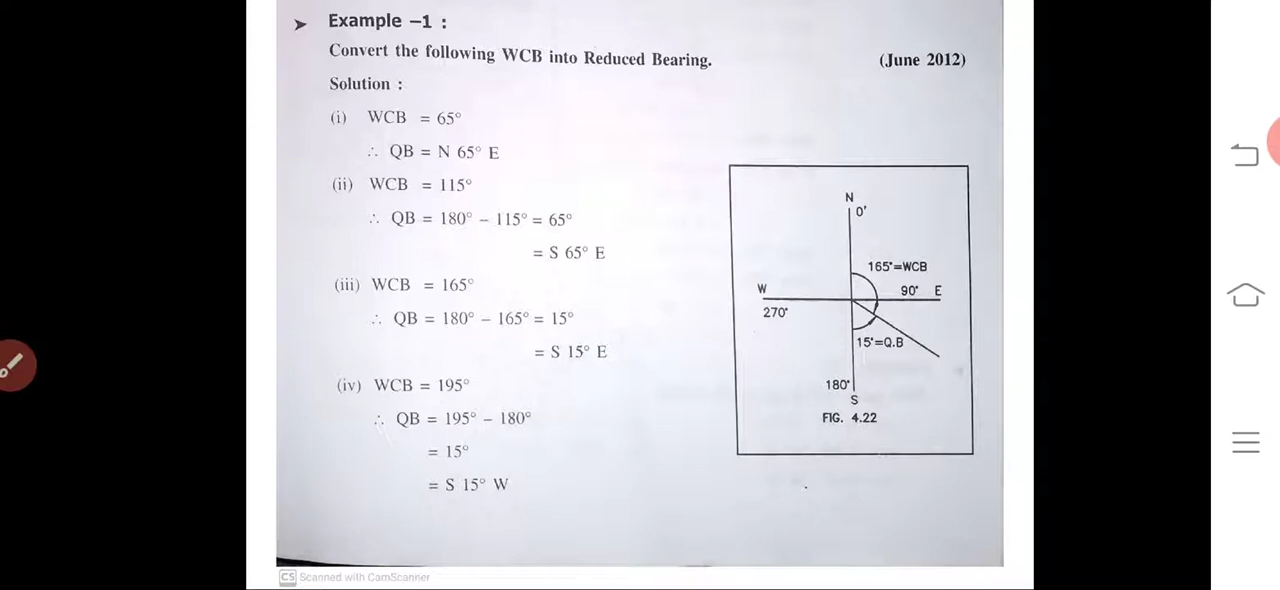 ➤ Example –1 :
Convert the following WCB into Reduced Bearing. (June 2012)
Solution :
(i) WCB = 65°
∴ QB = N 65° E
(ii) WCB = 115°
∴ QB = 180° – 115° = 65°
= S 65° E
(iii) WCB = 165°
∴ QB = 180° – 165° = 15°
= S 15° E
(iv) WCB = 195°
∴ QB = 195° – 180°
= 15°
= S 15° W
N
0'
165°=WCB
W
90° E
270°
15°=Q.B
180°
S
FIG. 4.22
CS Scanned with CamScanner